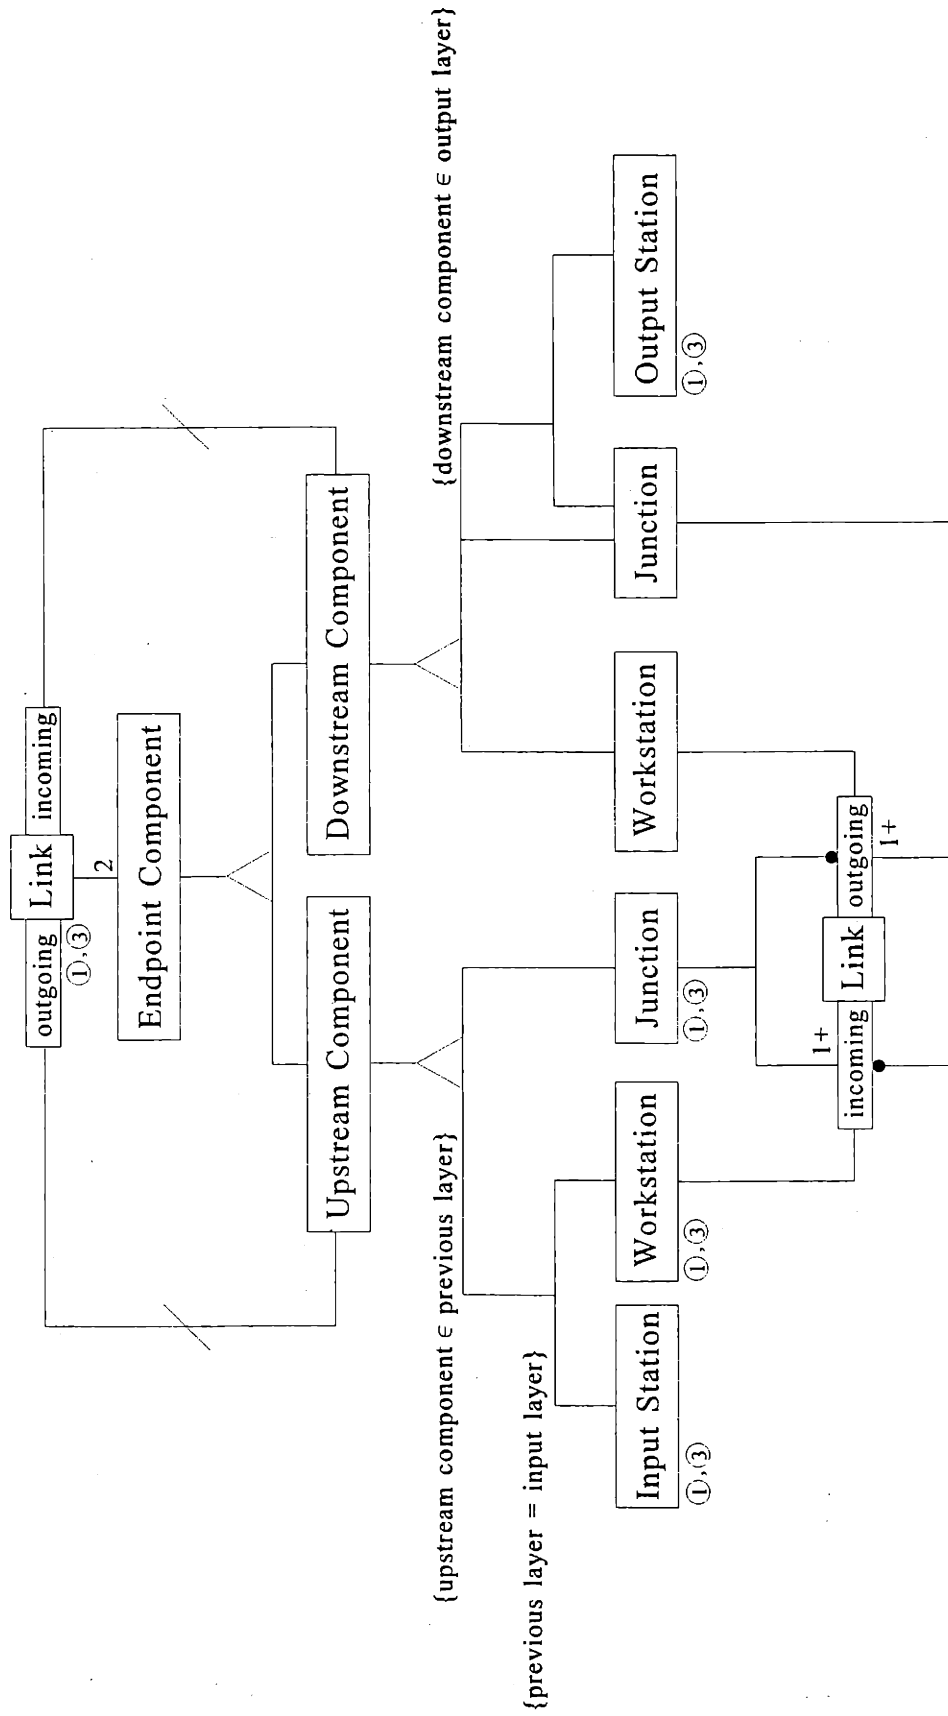 outgoing Link incoming
①,③ 2
Endpoint Component
Upstream Component Downstream Component
{upstream component ∈ previous layer} {downstream component ∈ output layer}
{previous layer = input layer}
Input Station Workstation Junction Workstation Junction Output Station
①,③ ①,③ ①,③ ①,③
1+
incoming Link outgoing
1+